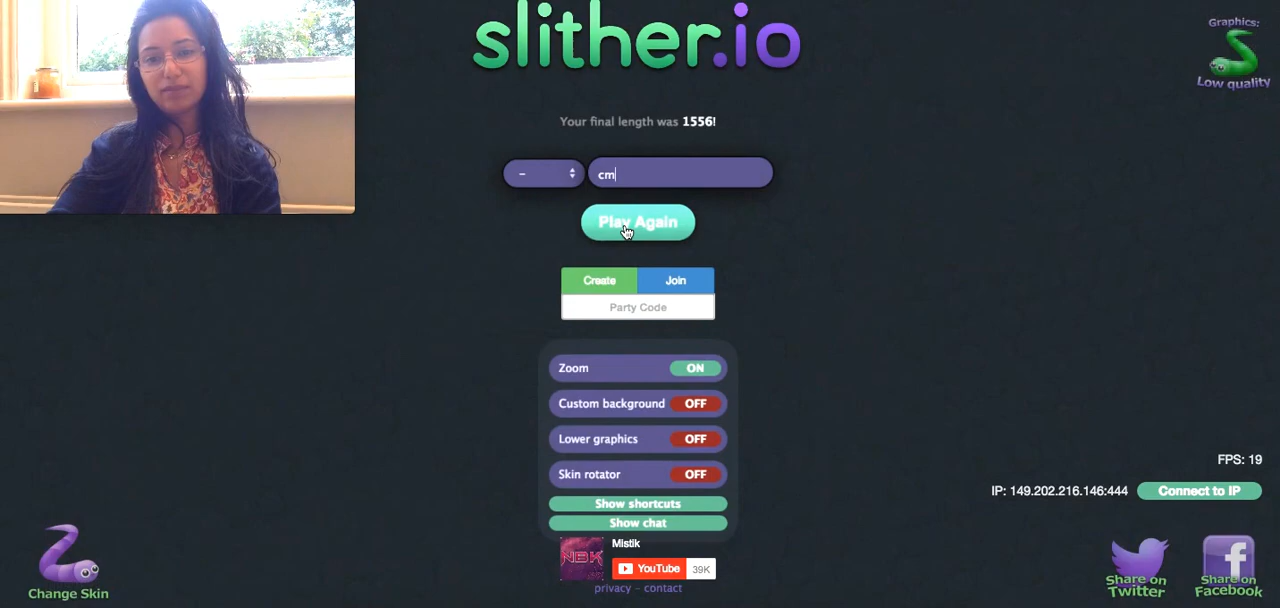 slither.io
Graphics:
Low quality
Your final length was 1556!
–
cm
Play Again
Create
Join
Party Code
Zoom ON
Custom background OFF
Lower graphics OFF
Skin rotator OFF
Show shortcuts
Show chat
NBK
Mistik
YouTube 39K
privacy – contact
FPS: 19
IP: 149.202.216.146:444
Connect to IP
Change Skin
Share on
Twitter
Share on
Facebook